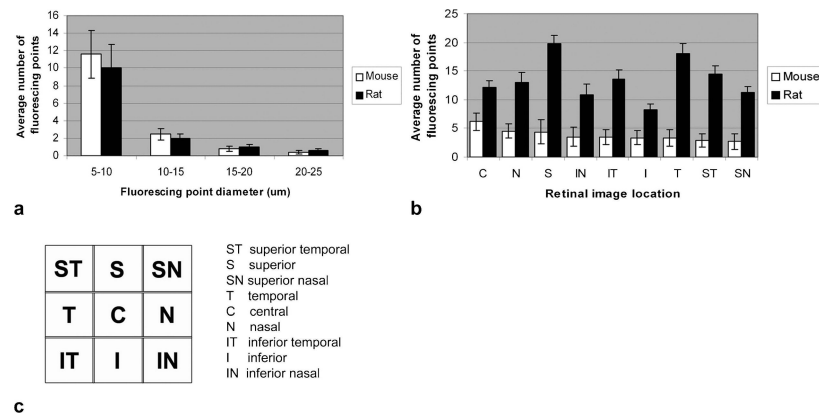 16
14
12
10
8
6
4
2
0
Average number of
fluorescing points
5-10 10-15 15-20 20-25
Fluorescing point diameter (um)
Mouse
Rat
a
25
20
15
10
5
0
Average number of
fluorescing points
C N S IN IT I T ST SN
Retinal image location
Mouse
Rat
b
ST S SN
T C N
IT I IN
ST superior temporal
S superior
SN superior nasal
T temporal
C central
N nasal
IT inferior temporal
I inferior
IN inferior nasal
c